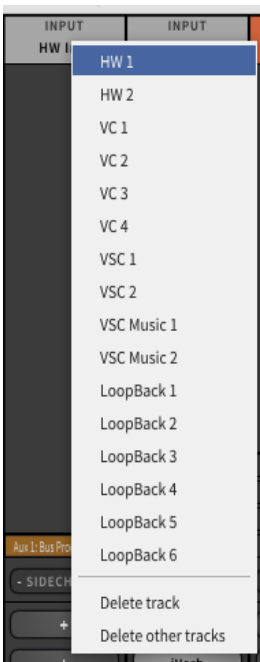 INPUT INPUT
HW
HW 1
HW 2
VC 1
VC 2
VC 3
VC 4
VSC 1
VSC 2
VSC Music 1
VSC Music 2
LoopBack 1
LoopBack 2
LoopBack 3
LoopBack 4
LoopBack 5
LoopBack 6
Aux 1: Bus Pro
- SIDECH
+
Delete track
Delete other tracks